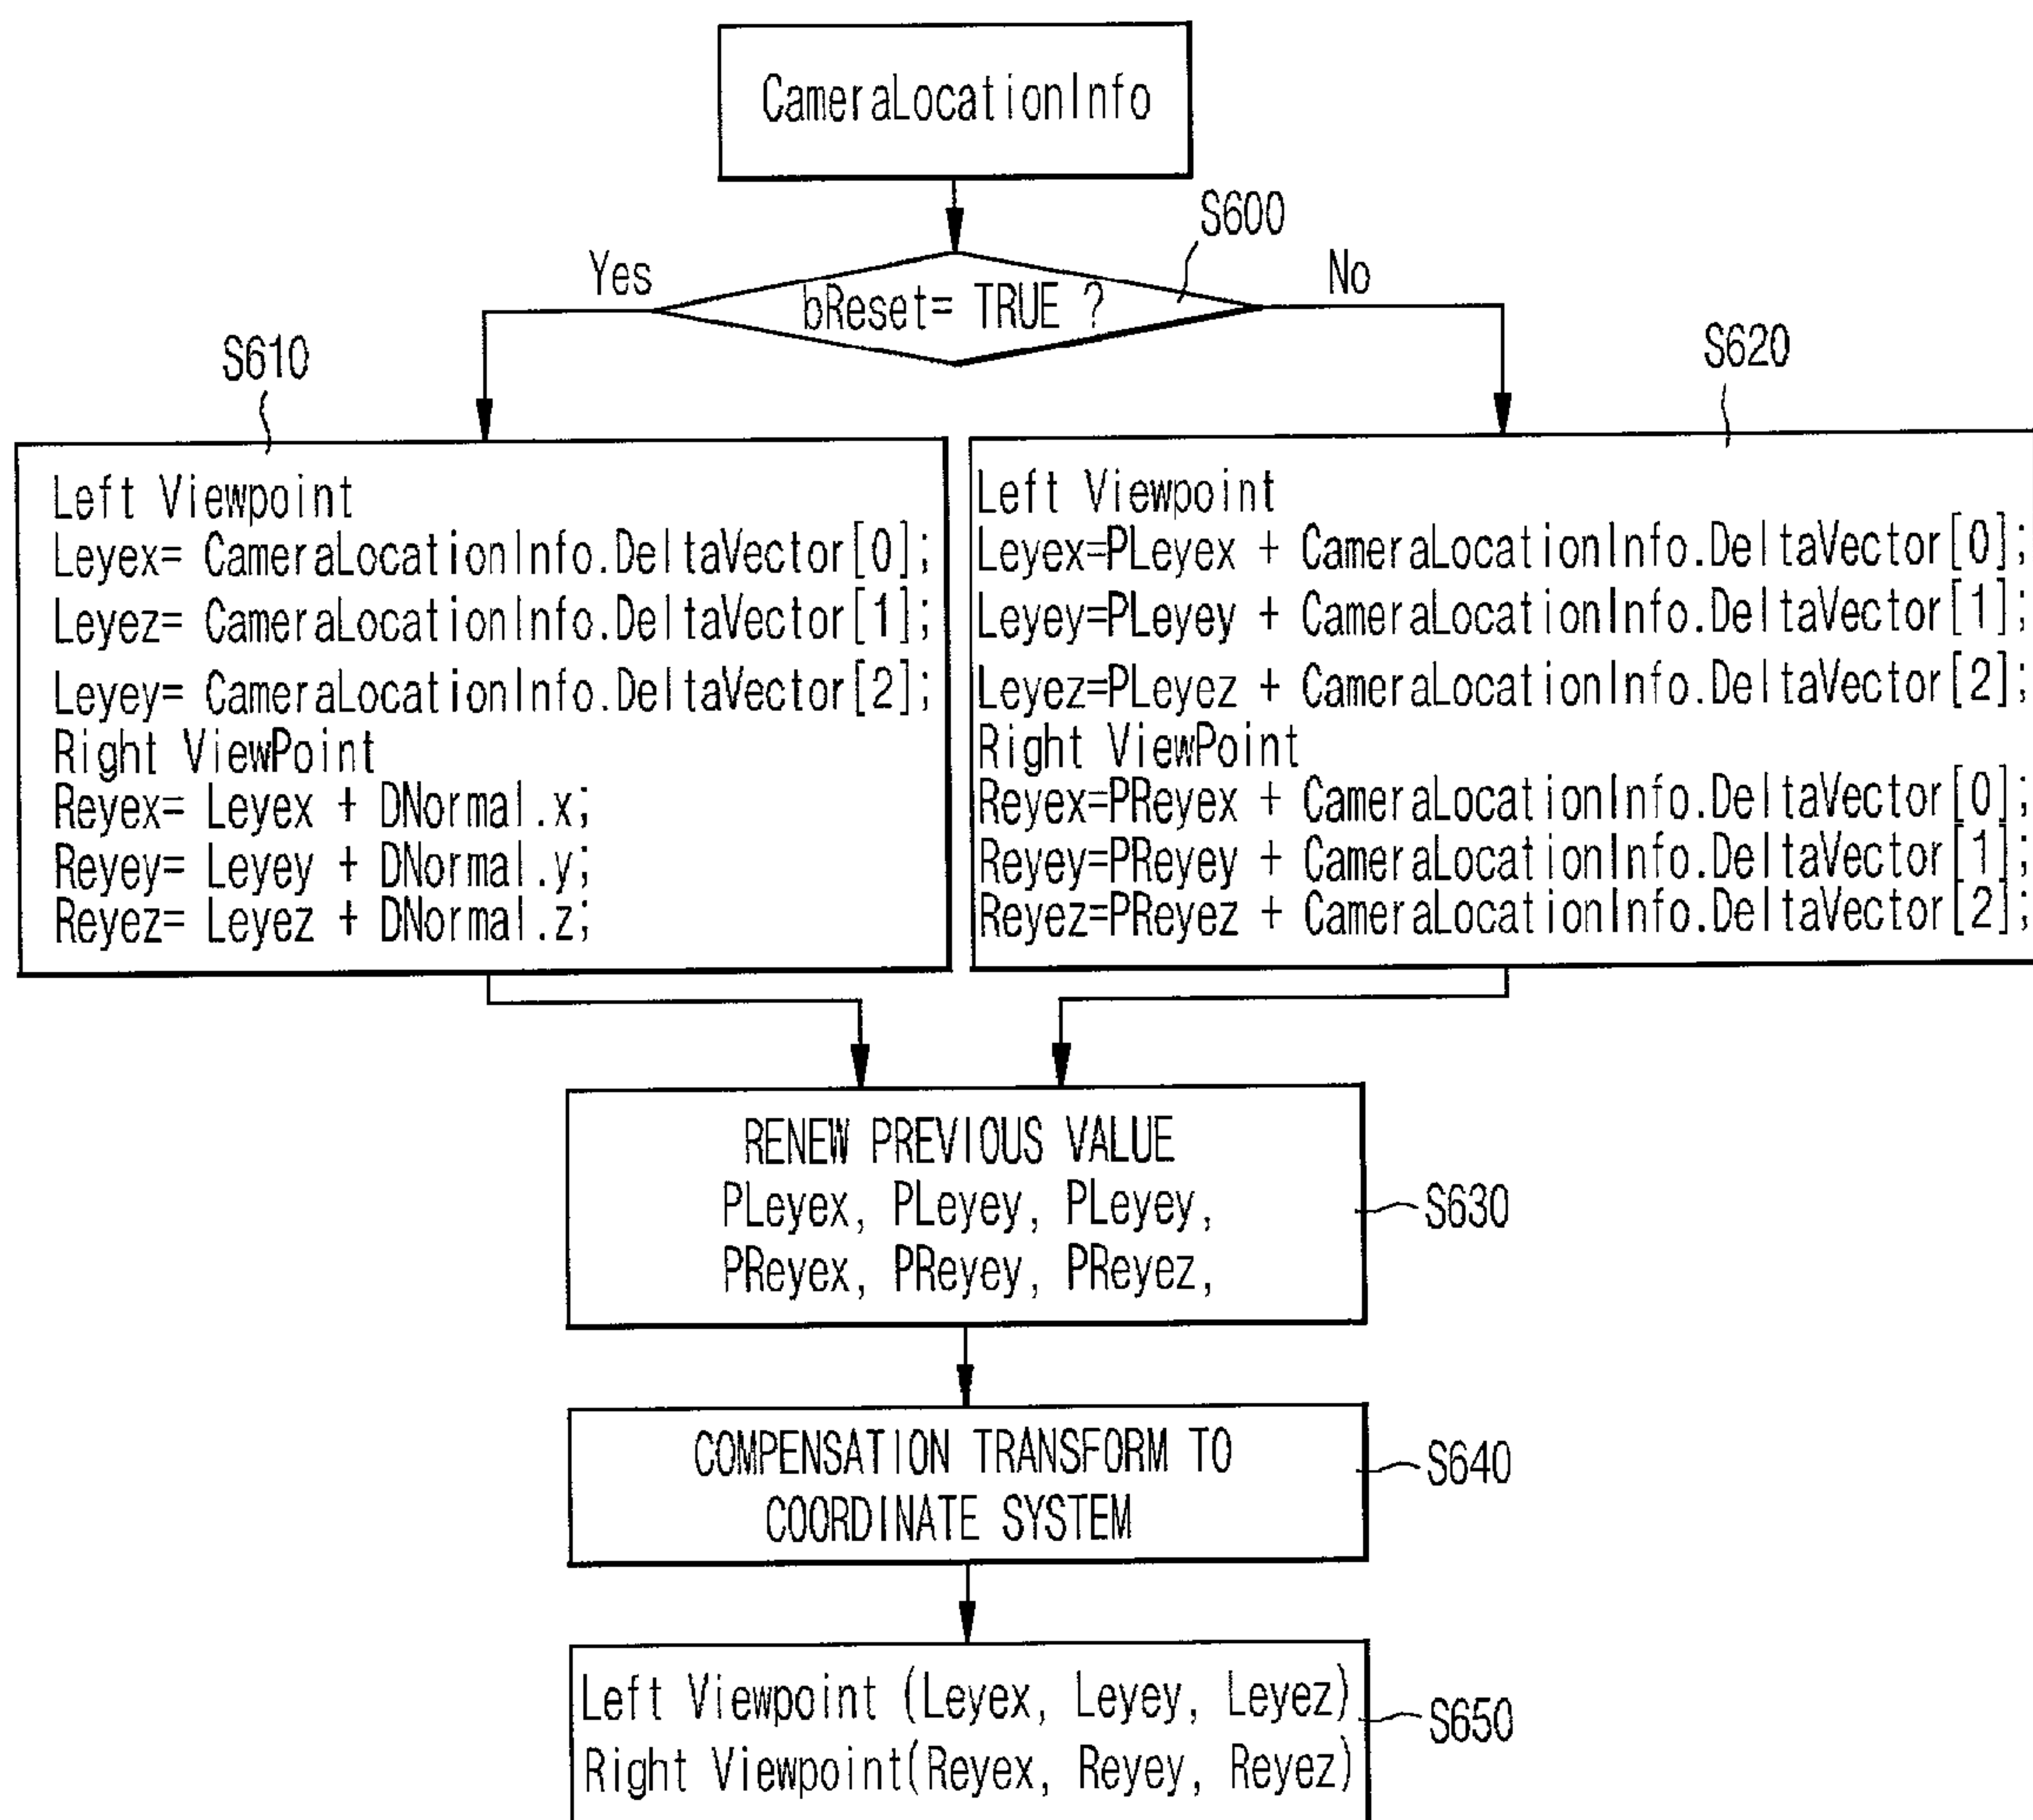 CameraLocationInfo
S600
Yes
bReset= TRUE ?
No
S610
Left Viewpoint
Leyex= CameraLocationInfo.DeltaVector[0];
Leyez= CameraLocationInfo.DeltaVector[1];
Leyey= CameraLocationInfo.DeltaVector[2];
Right ViewPoint
Reyex= Leyex + DNormal.x;
Reyey= Leyey + DNormal.y;
Reyez= Leyez + DNormal.z;
S620
Left Viewpoint
Leyex=PLeyex + CameraLocationInfo.DeltaVector[0];
Leyey=PLeyey + CameraLocationInfo.DeltaVector[1];
Leyez=PLeyez + CameraLocationInfo.DeltaVector[2];
Right ViewPoint
Reyex=PReyex + CameraLocationInfo.DeltaVector[0];
Reyey=PReyey + CameraLocationInfo.DeltaVector[1];
Reyez=PReyez + CameraLocationInfo.DeltaVector[2];
RENEW PREVIOUS VALUE
PLeyex, PLeyey, PLeyey,
PReyex, PReyey, PReyez,
S630
COMPENSATION TRANSFORM TO
COORDINATE SYSTEM
S640
Left Viewpoint (Leyex, Leyey, Leyez)
Right Viewpoint(Reyex, Reyey, Reyez)
S650